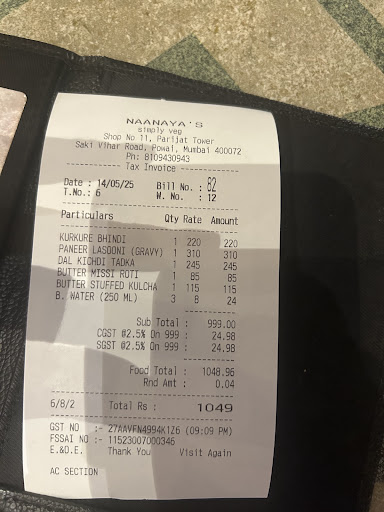 NAANAYA'S
simply veg
Shop No 11, Parijat Tower
Saki Vihar Road, Powai, Mumbai 400072
Ph: 8109430943
Tax Invoice
Date : 14/05/25 Bill No. : 82
T.No.: 6 W. No. : 12
Particulars Qty Rate Amount
KURKURE BHINDI 1 220 220
PANEER LASOONI (GRAVY) 1 310 310
DAL KICHDI TADKA 1 245 245
BUTTER MISSI ROTI 1 85 85
BUTTER STUFFED KULCHA 1 115 115
B. WATER (250 ML) 3 8 24
Sub Total : 999.00
CGST @2.5% On 999 : 24.98
SGST @2.5% On 999 : 24.98
Food Total : 1048.96
Rnd Amt : 0.04
6/8/2 Total Rs : 1049
GST NO :- 27AAVFN4994K1Z6 (09:09 PM)
FSSAI NO :- 11523007000346
E.&O.E. Thank You Visit Again
AC SECTION